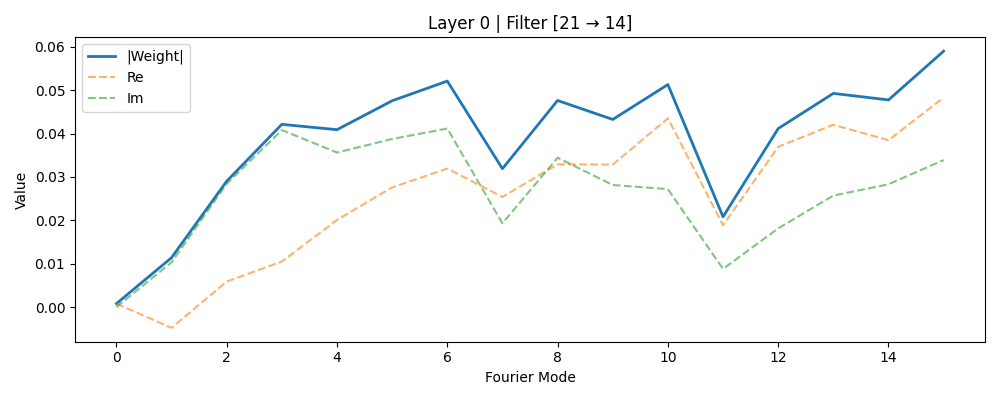 Layer 0 | Filter [21 → 14]
|Weight|
Re
Im
Value
0.06
0.05
0.04
0.03
0.02
0.01
0.00
0 2 4 6 8 10 12 14
Fourier Mode